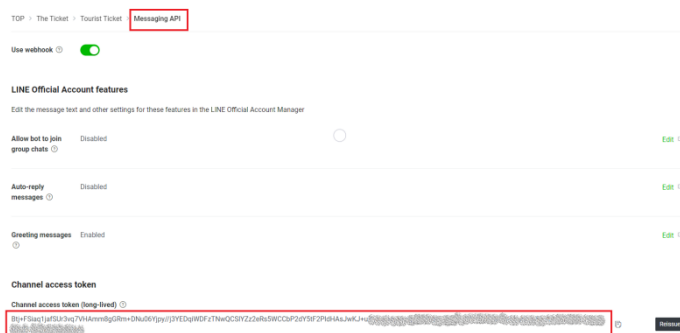 TOP > The Ticket > Tourist Ticket > Messaging API
Use webhook ?
LINE Official Account features
Edit the message text and other settings for these features in the LINE Official Account Manager
Allow bot to join group chats ? Disabled Edit
Auto-reply messages ? Disabled Edit
Greeting messages ? Enabled Edit
Channel access token
Channel access token (long-lived) ?
Reissue